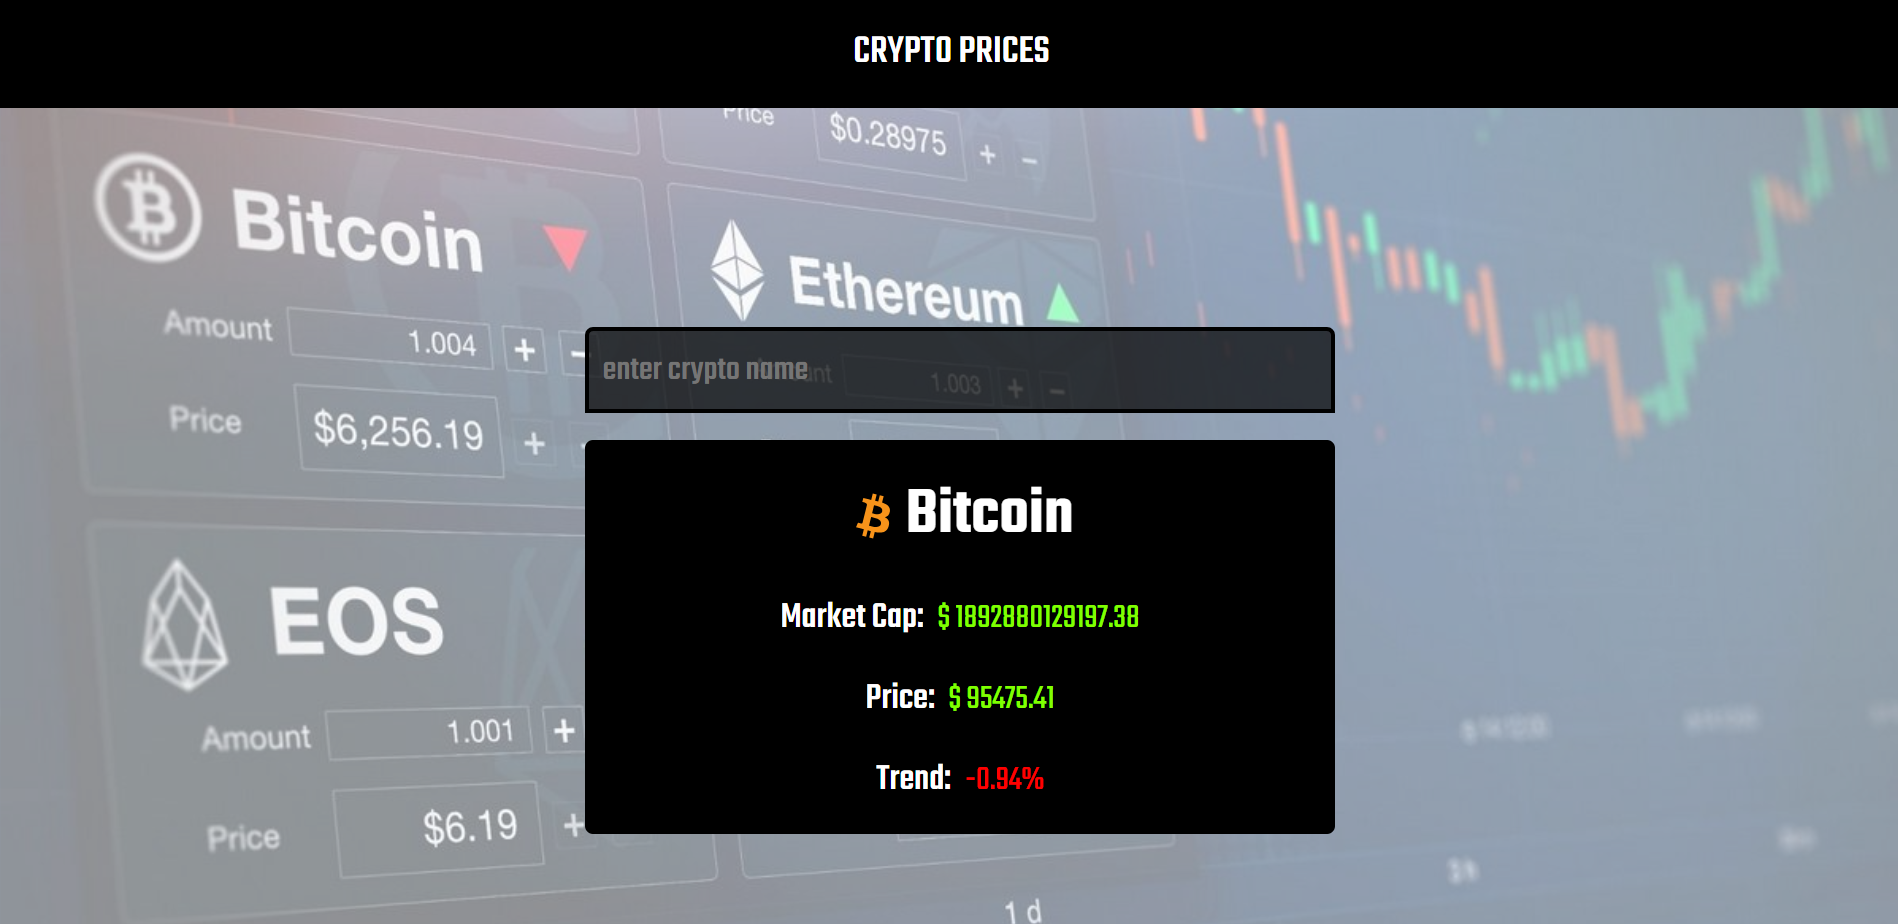 CRYPTO PRICES
Price
$0.28975
+ −
Bitcoin
Ethereum
Amount
1.004
+ −
Price
$6,256.19
+
enter crypto name
1.003
+ −
Bitcoin
Market Cap: $ 1892880129197.38
Price: $ 95475.41
Trend: -0.94%
EOS
Amount
1.001
+
Price
$6.19
+
1 d